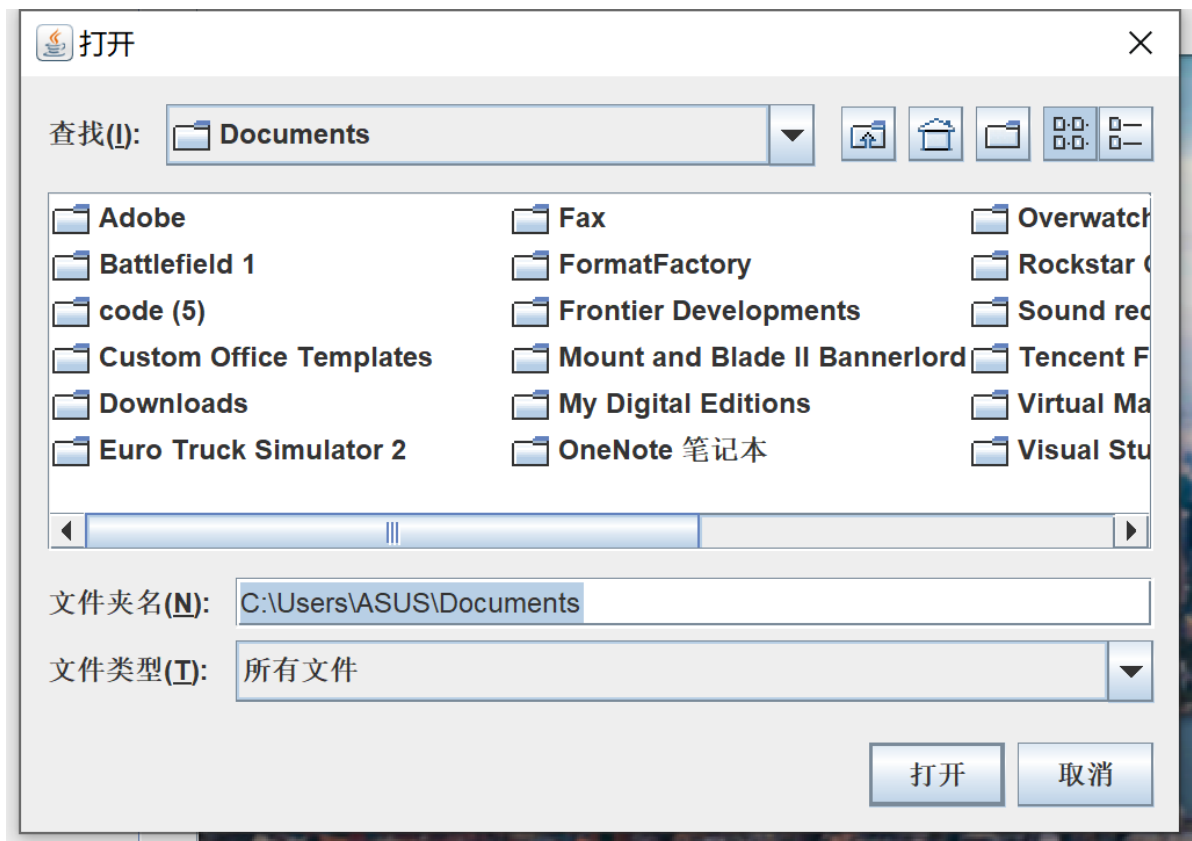 打开
查找(I): Documents
Adobe Fax Overwatch
Battlefield 1 FormatFactory Rockstar
code (5) Frontier Developments Sound rec
Custom Office Templates Mount and Blade II Bannerlord Tencent F
Downloads My Digital Editions Virtual Ma
Euro Truck Simulator 2 OneNote 笔记本 Visual Stu
文件夹名(N): C:\Users\ASUS\Documents
文件类型(T): 所有文件
打开 取消